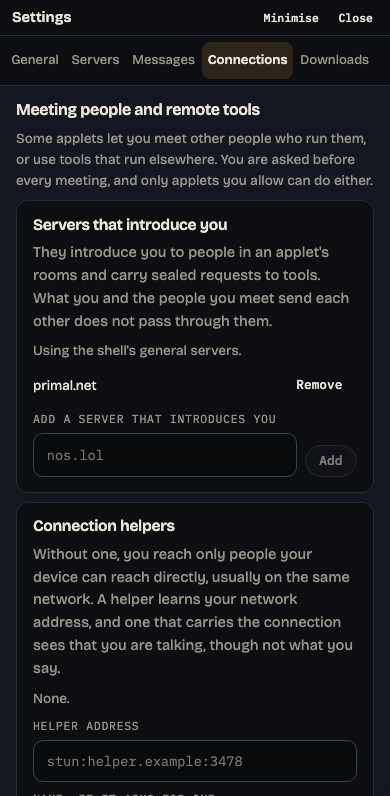 Settings
Minimise
Close
General
Servers
Messages
Connections
Downloads
Meeting people and remote tools
Some applets let you meet other people who run them,
or use tools that run elsewhere. You are asked before
every meeting, and only applets you allow can do either.
Servers that introduce you
They introduce you to people in an applet's
rooms and carry sealed requests to tools.
What you and the people you meet send each
other does not pass through them.
Using the shell's general servers.
primal.net
Remove
ADD A SERVER THAT INTRODUCES YOU
nos.lol
Add
Connection helpers
Without one, you reach only people your
device can reach directly, usually on the same
network. A helper learns your network
address, and one that carries the connection
sees that you are talking, though not what you
say.
None.
HELPER ADDRESS
stun:helper.example:3478